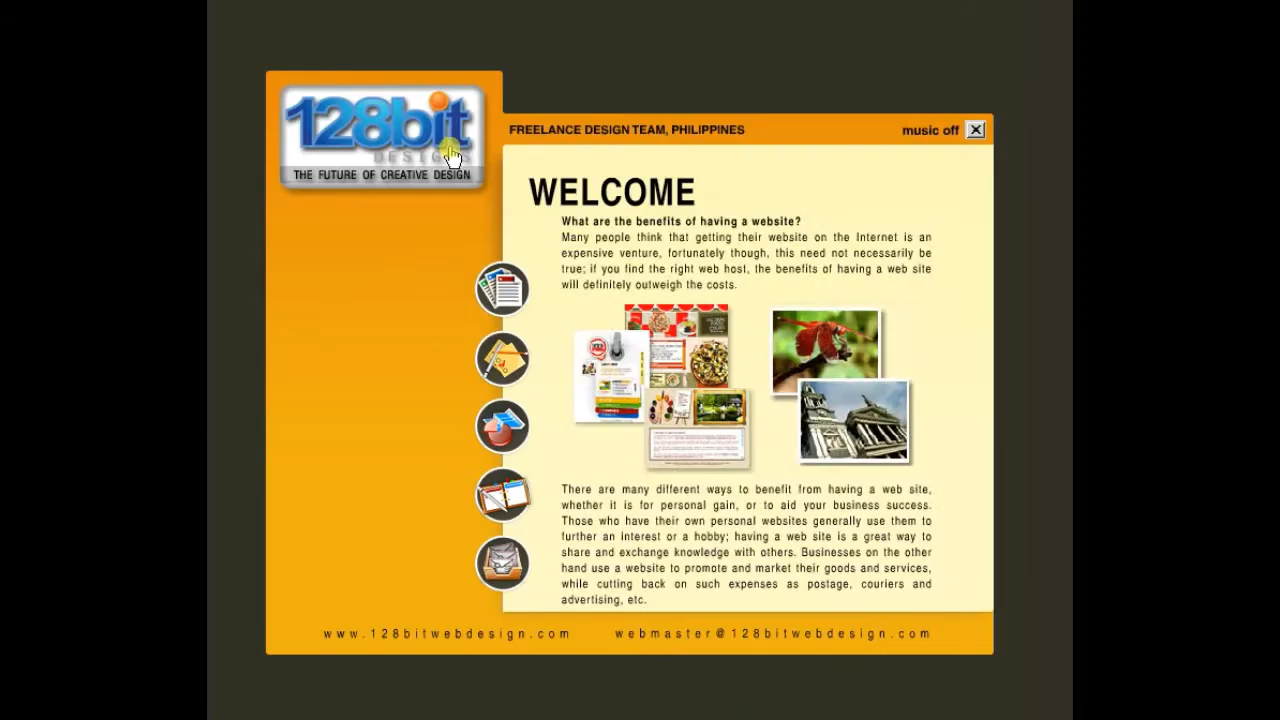 128bit
DESIGNS
THE FUTURE OF CREATIVE DESIGN
FREELANCE DESIGN TEAM, PHILIPPINES
music off
WELCOME
What are the benefits of having a website?
Many people think that getting their website on the Internet is an
expensive venture, fortunately though, this need not necessarily be
true; if you find the right web host, the benefits of having a web site
will definitely outweigh the costs.
There are many different ways to benefit from having a web site,
whether it is for personal gain, or to aid your business success.
Those who have their own personal websites generally use them to
further an interest or a hobby; having a web site is a great way to
share and exchange knowledge with others. Businesses on the other
hand use a website to promote and market their goods and services,
while cutting back on such expenses as postage, couriers and
advertising, etc.
www.128bitwebdesign.com
webmaster@128bitwebdesign.com